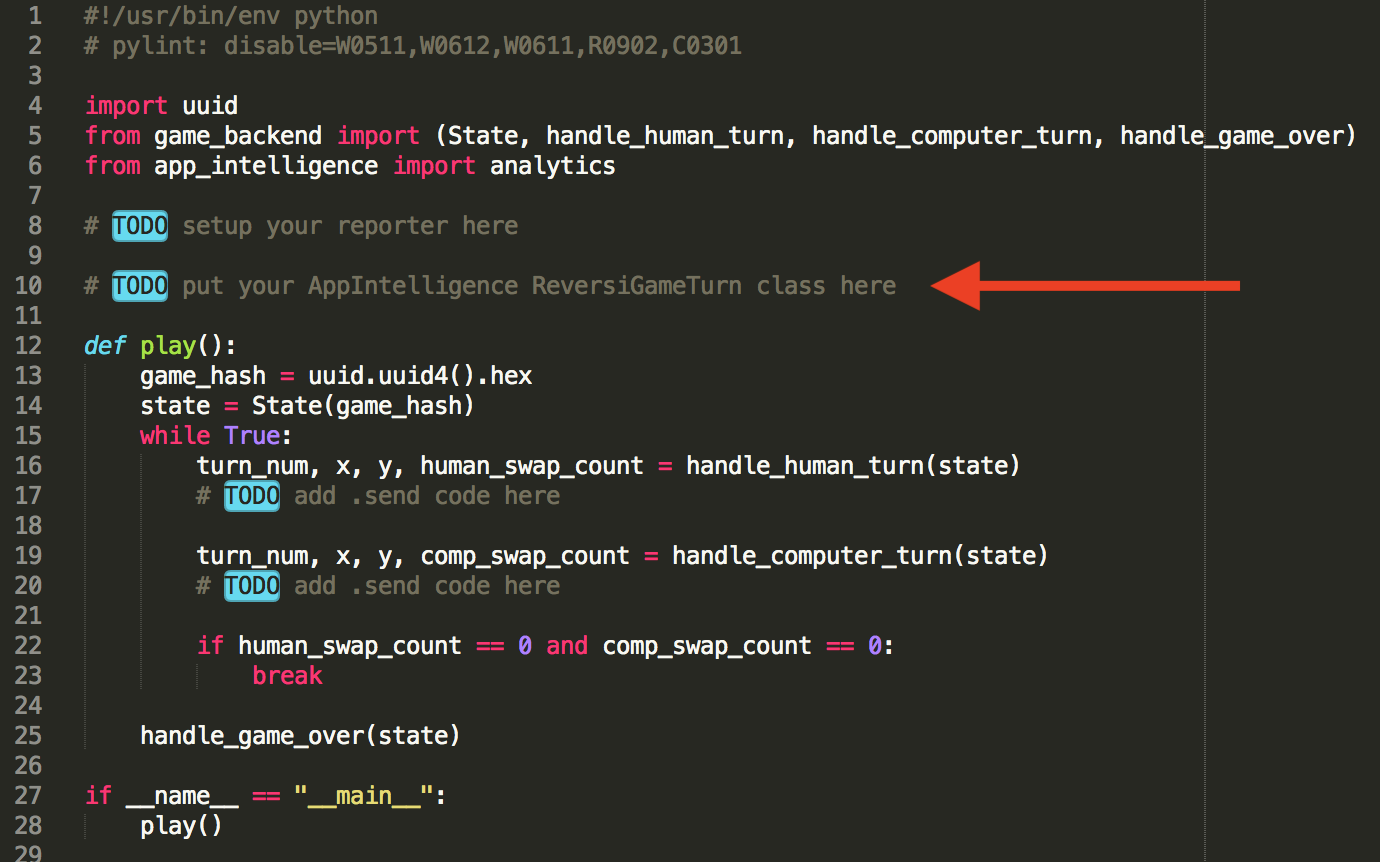 1 #!/usr/bin/env python
2 # pylint: disable=W0511,W0612,W0611,R0902,C0301
3
4 import uuid
5 from game_backend import (State, handle_human_turn, handle_computer_turn, handle_game_over)
6 from app_intelligence import analytics
7
8 # TODO setup your reporter here
9
10 # TODO put your AppIntelligence ReversiGameTurn class here
11
12 def play():
13     game_hash = uuid.uuid4().hex
14     state = State(game_hash)
15     while True:
16         turn_num, x, y, human_swap_count = handle_human_turn(state)
17         # TODO add .send code here
18
19         turn_num, x, y, comp_swap_count = handle_computer_turn(state)
20         # TODO add .send code here
21
22         if human_swap_count == 0 and comp_swap_count == 0:
23             break
24
25     handle_game_over(state)
26
27 if __name__ == "__main__":
28     play()
29